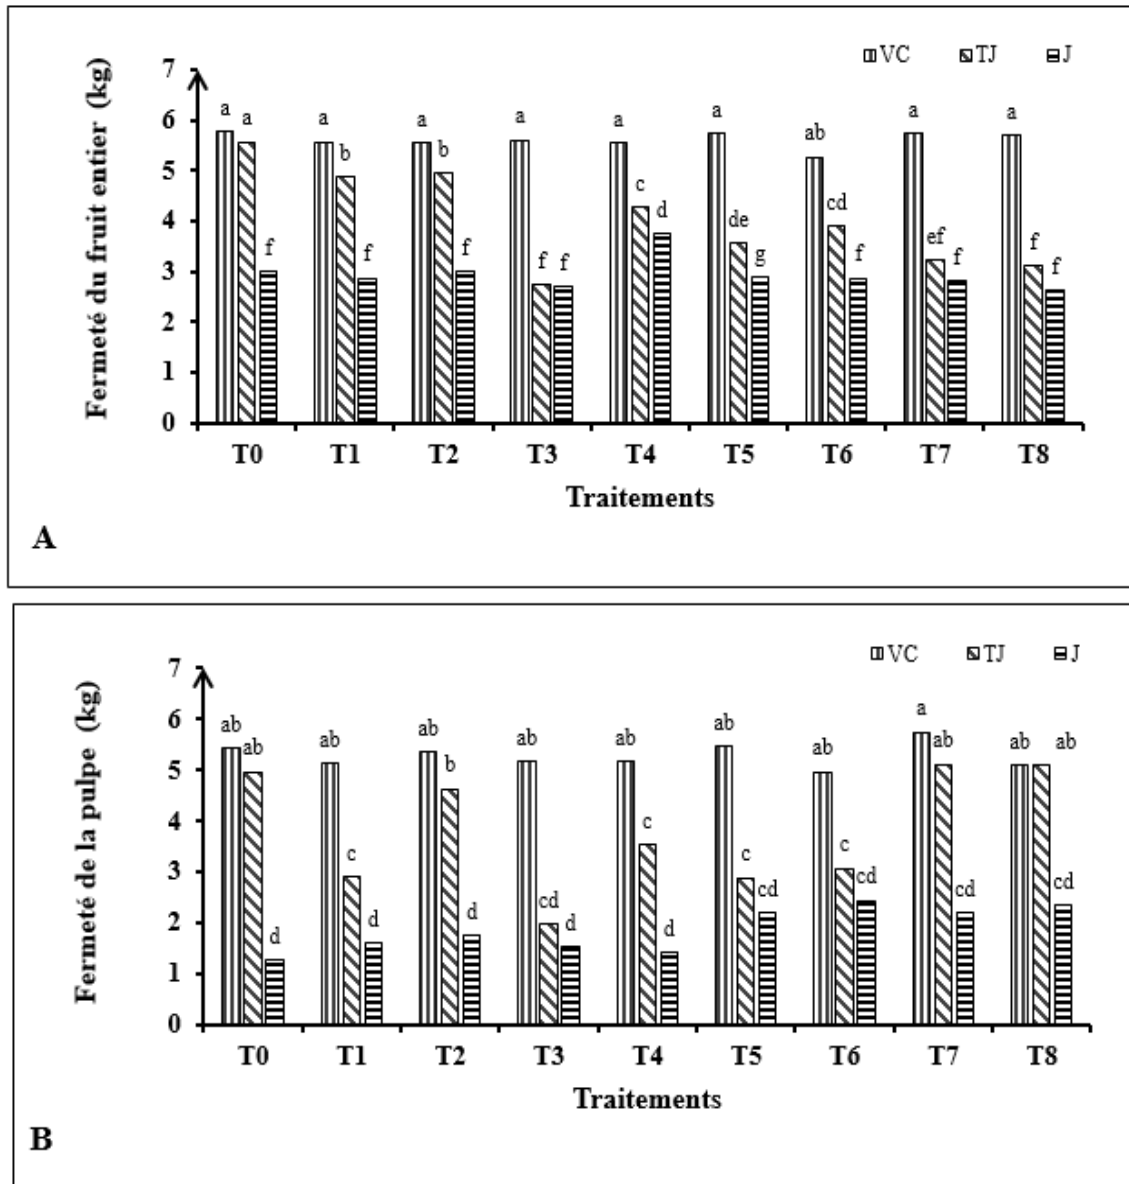 VC TJ J
Fermeté du fruit entier (kg)
7
6
5
4
3
2
1
0
a a f
a b f
a b f
a f f
a c d
a de g
ab cd f
a ef f
a f f
T0 T1 T2 T3 T4 T5 T6 T7 T8
Traitements
A
VC TJ J
Fermeté de la pulpe (kg)
7
6
5
4
3
2
1
0
ab ab d
ab c d
ab b d
ab cd d
ab c d
ab c cd
ab c cd
a ab cd
ab ab cd
T0 T1 T2 T3 T4 T5 T6 T7 T8
Traitements
B